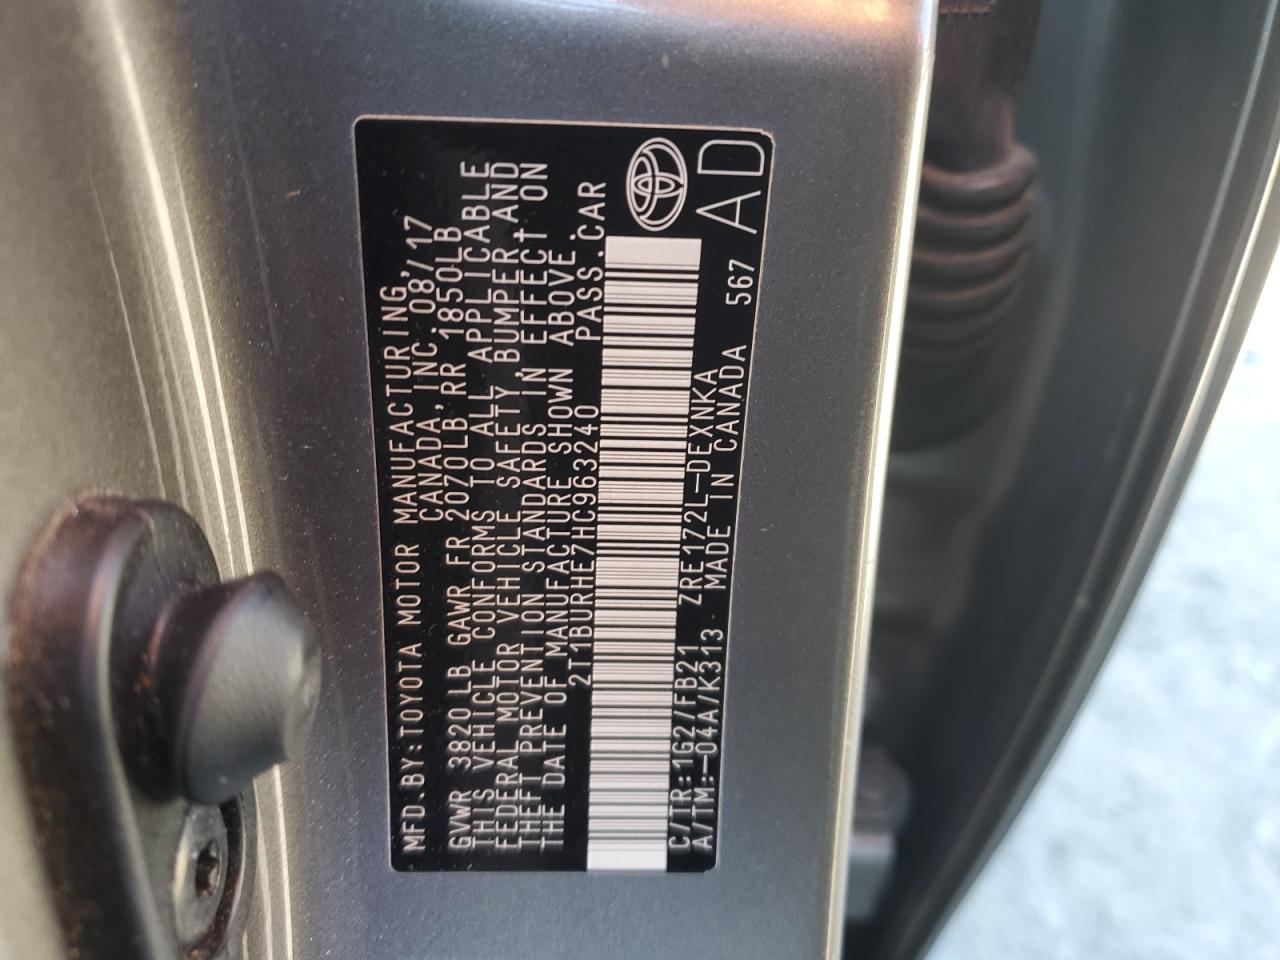 MFD.BY:TOYOTA MOTOR MANUFACTURING,
CANADA, INC. 08/17
GVWR 3820LB GAWR FR 2070LB, RR 1850LB
THIS VEHICLE CONFORMS TO ALL APPLICABLE
FEDERAL MOTOR VEHICLE SAFETY, BUMPER, AND
THEFT PREVENTION STANDARDS IN EFFECT ON
THE DATE OF MANUFACTURE SHOWN ABOVE.
2T1BURHE7HC963240 PASS.CAR
C/TR:1G2/FB21 ZRE172L-DEXNKA 567
A/TM:-04A/K313 MADE IN CANADA
AD